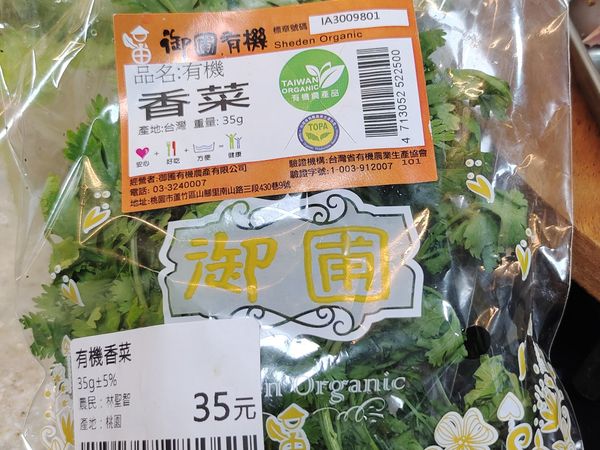 御圃有機
Sheden Organic
標章號碼 IA3009801
品名:有機
香菜
產地:台灣 重量: 35g
TAIWAN
ORGANIC
有機農產品
TOPA
4 713052 522500
安心 + 好吃 + 方便 = 健康
驗證機構: 台灣省有機農業生產協會
驗證字號: 1-003-912007 101
經營者: 御圃有機農產有限公司
電話: 03-3240007
地址: 桃園市蘆竹區山腳里南山路三段430巷9號
御圃
有機香菜
35g±5%
農民：林聖智
產地：桃園
35元
Organic